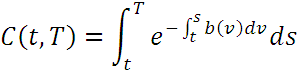 C(t,T) = ∫_t^T e^{-∫_t^s b(v)dv} ds